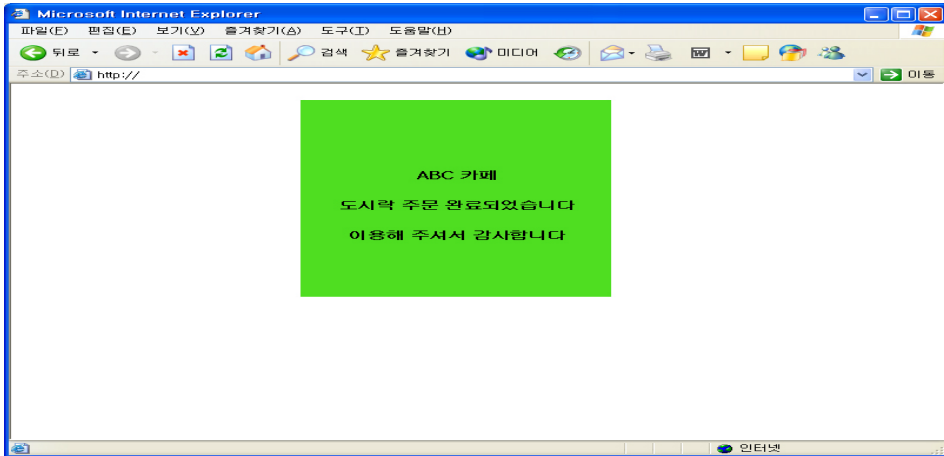 Microsoft Internet Explorer
파일(F) 편집(E) 보기(V) 즐겨찾기(A) 도구(T) 도움말(H)
뒤로 검색 즐겨찾기 미디어
주소(D) http:// 이동
ABC 카페
도시락 주문 완료되었습니다
이용해 주셔서 감사합니다
인터넷